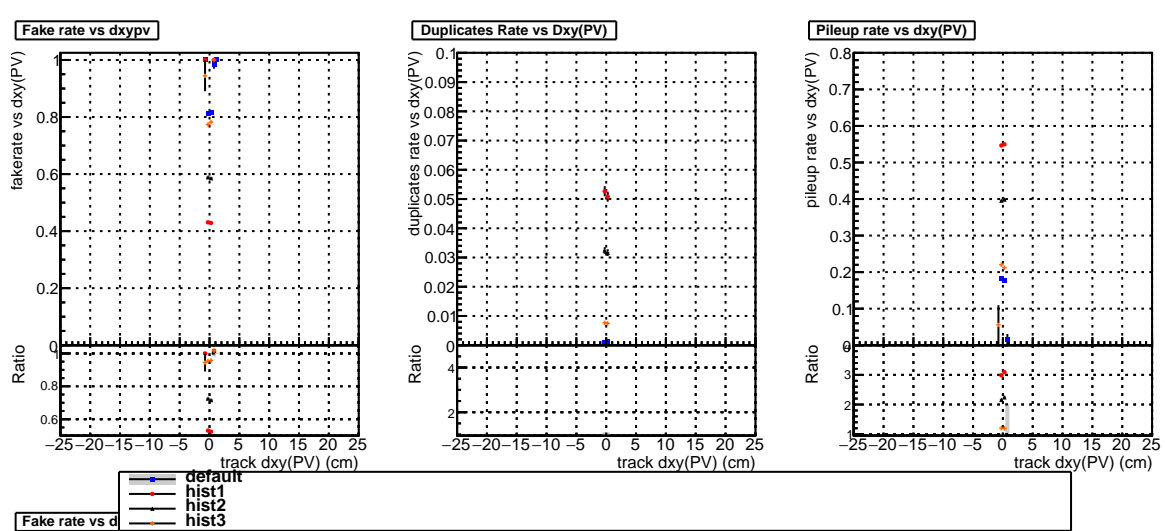 Fake rate vs dxypv
fakerate vs dxy(PV)
1
0.8
0.6
0.4
0.2
0
Ratio
1
0.8
0.6
−25 −20 −15 −10 −5 0 5 10 15 20 25
track dxy(PV) (cm)
Duplicates Rate vs Dxy(PV)
duplicates rate vs dxy(PV)
0.1
0.09
0.08
0.07
0.06
0.05
0.04
0.03
0.02
0.01
0
Ratio
4
2
−25 −20 −15 −10 −5 0 5 10 15 20 25
track dxy(PV) (cm)
Pileup rate vs dxy(PV)
pileup rate vs dxy(PV)
0.8
0.7
0.6
0.5
0.4
0.3
0.2
0.1
0
Ratio
3
2
1
−25 −20 −15 −10 −5 0 5 10 15 20 25
track dxy(PV) (cm)
default
hist1
hist2
hist3
Fake rate vs d